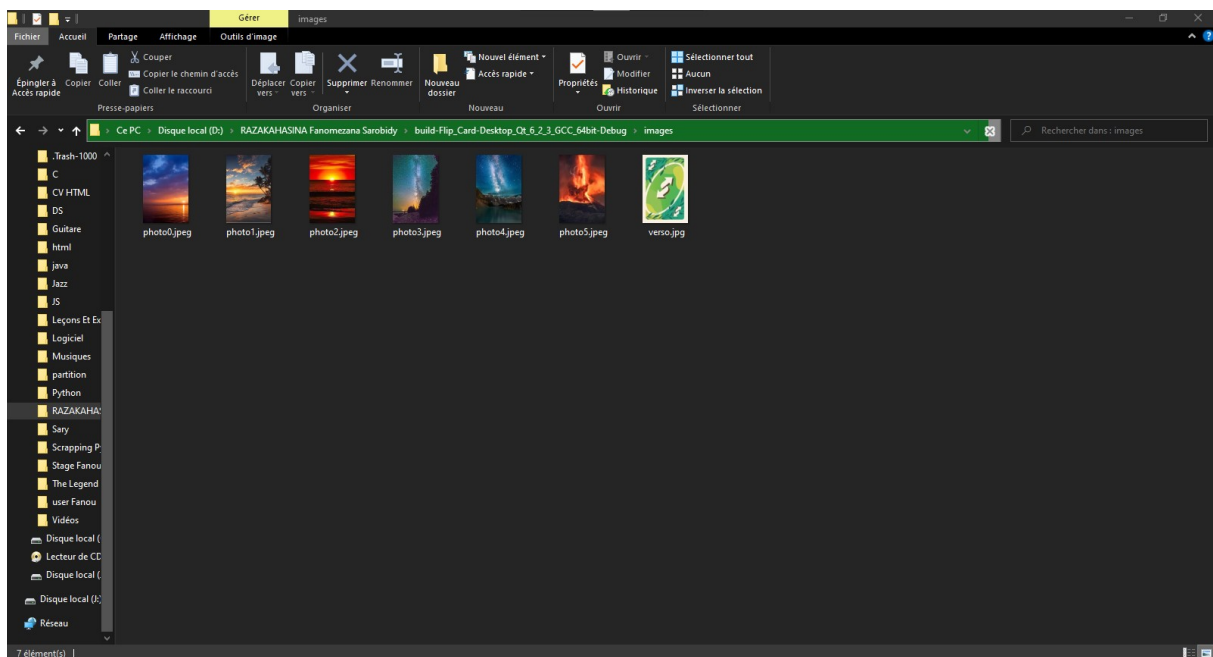 Gérer images
Fichier Accueil Partage Affichage Outils d'image
Épingler à Accès rapide
Copier
Coller
Couper
Copier le chemin d'accès
Coller le raccourci
Presse-papiers
Déplacer vers
Copier vers
Supprimer
Renommer
Organiser
Nouveau dossier
Nouvel élément
Accès rapide
Nouveau
Propriétés
Ouvrir
Modifier
Historique
Ouvrir
Sélectionner tout
Aucun
Inverser la sélection
Sélectionner
Ce PC › Disque local (D:) › RAZAKAHASINA Fanomezana Sarobidy › build-Flip_Card-Desktop_Qt_6_2_3_GCC_64bit-Debug › images
Rechercher dans : images
.Trash-1000
C
CV HTML
DS
Guitare
html
java
Jazz
JS
Leçons Et Ex
Logiciel
Musiques
partition
Python
RAZAKAHA
Sary
Scrapping P
Stage Fanou
The Legend
user Fanou
Vidéos
Disque local (
Lecteur de CD
Disque local (
Disque local (J:)
Réseau
photo0.jpeg photo1.jpeg photo2.jpeg photo3.jpeg photo4.jpeg photo5.jpeg verso.jpg
7 élément(s)